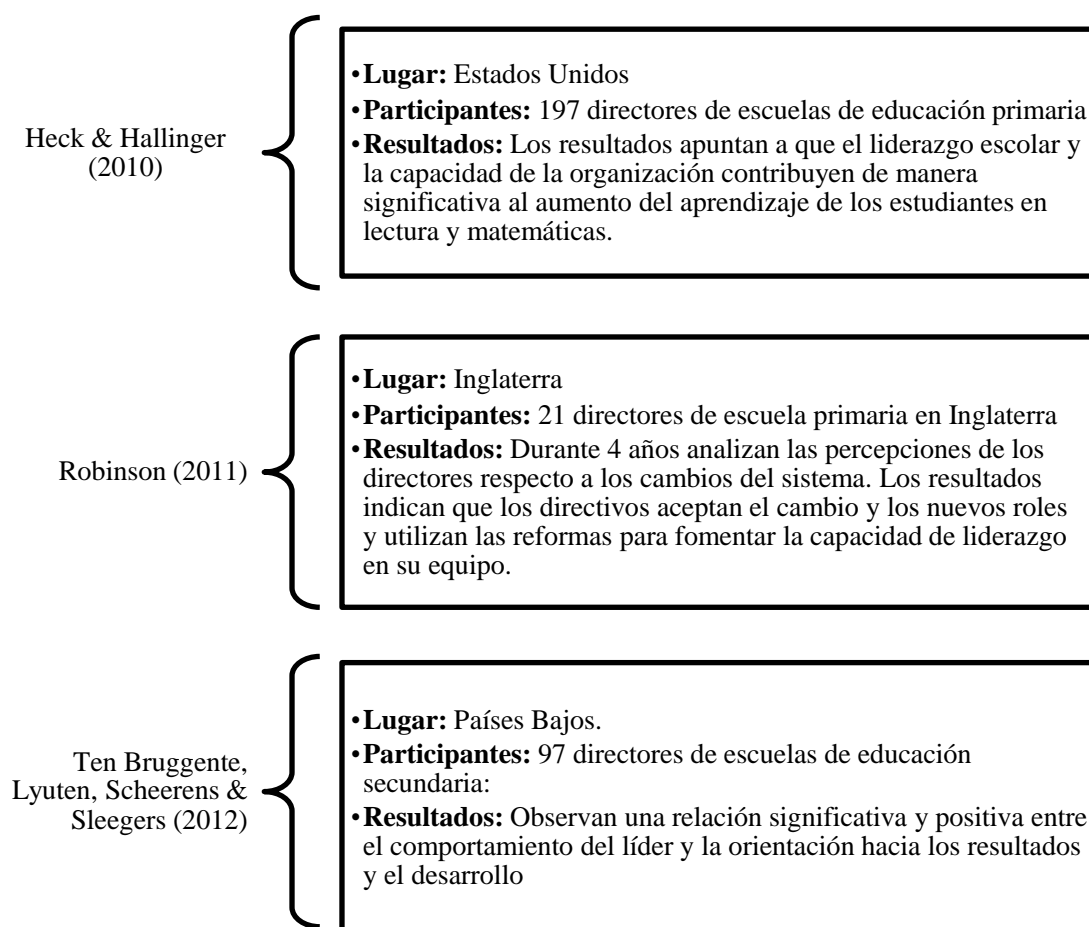 Heck & Hallinger
(2010)
•Lugar: Estados Unidos
•Participantes: 197 directores de escuelas de educación primaria
•Resultados: Los resultados apuntan a que el liderazgo escolar y
la capacidad de la organización contribuyen de manera
significativa al aumento del aprendizaje de los estudiantes en
lectura y matemáticas.
Robinson (2011)
•Lugar: Inglaterra
•Participantes: 21 directores de escuela primaria en Inglaterra
•Resultados: Durante 4 años analizan las percepciones de los
directores respecto a los cambios del sistema. Los resultados
indican que los directivos aceptan el cambio y los nuevos roles
y utilizan las reformas para fomentar la capacidad de liderazgo
en su equipo.
Ten Bruggente,
Lyuten, Scheerens &
Sleegers (2012)
•Lugar: Países Bajos.
•Participantes: 97 directores de escuelas de educación
secundaria:
•Resultados: Observan una relación significativa y positiva entre
el comportamiento del líder y la orientación hacia los resultados
y el desarrollo